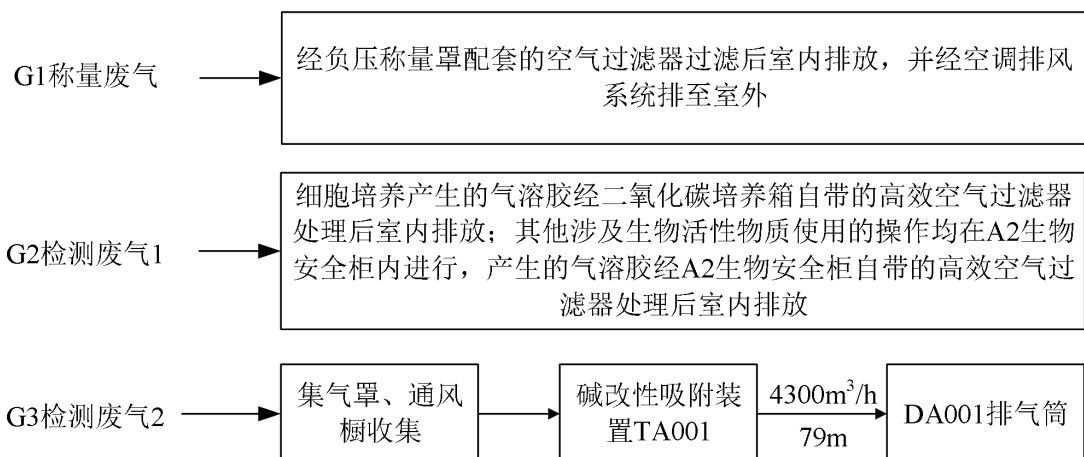 G1称量废气
经负压称量罩配套的空气过滤器过滤后室内排放，并经空调排风
系统排至室外
G2检测废气1
细胞培养产生的气溶胶经二氧化碳培养箱自带的高效空气过滤器
处理后室内排放；其他涉及生物活性物质使用的操作均在A2生物
安全柜内进行，产生的气溶胶经A2生物安全柜自带的高效空气过
滤器处理后室内排放
G3检测废气2
集气罩、通风
橱收集
碱改性吸附装
置TA001
4300m³/h
79m
DA001排气筒